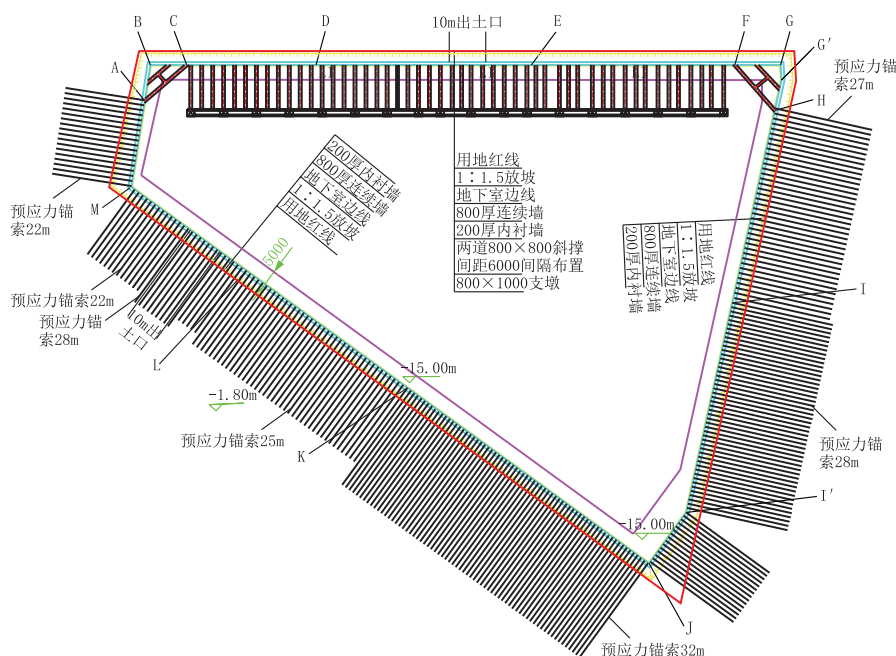 B
C
D
10m出土口
E
F
G
G′
A
预应力锚
索27m
H
200厚内衬墙
800厚连续墙
地下室边线
1：1.5放坡
用地红线
5000
用地红线
1：1.5放坡
地下室边线
800厚连续墙
200厚内衬墙
两道800×800斜撑
间距6000间隔布置
800×1000支墩
用地红线
1：1.5放坡
地下室边线
800厚连续墙
200厚内衬墙
预应力锚
索22m
M
预应力锚索22m
预应力锚
索28m
10m出
土口
L
I
-15.00m
-1.80m
预应力锚索25m
K
预应力锚
索28m
I′
-15.00m
J
预应力锚索32m